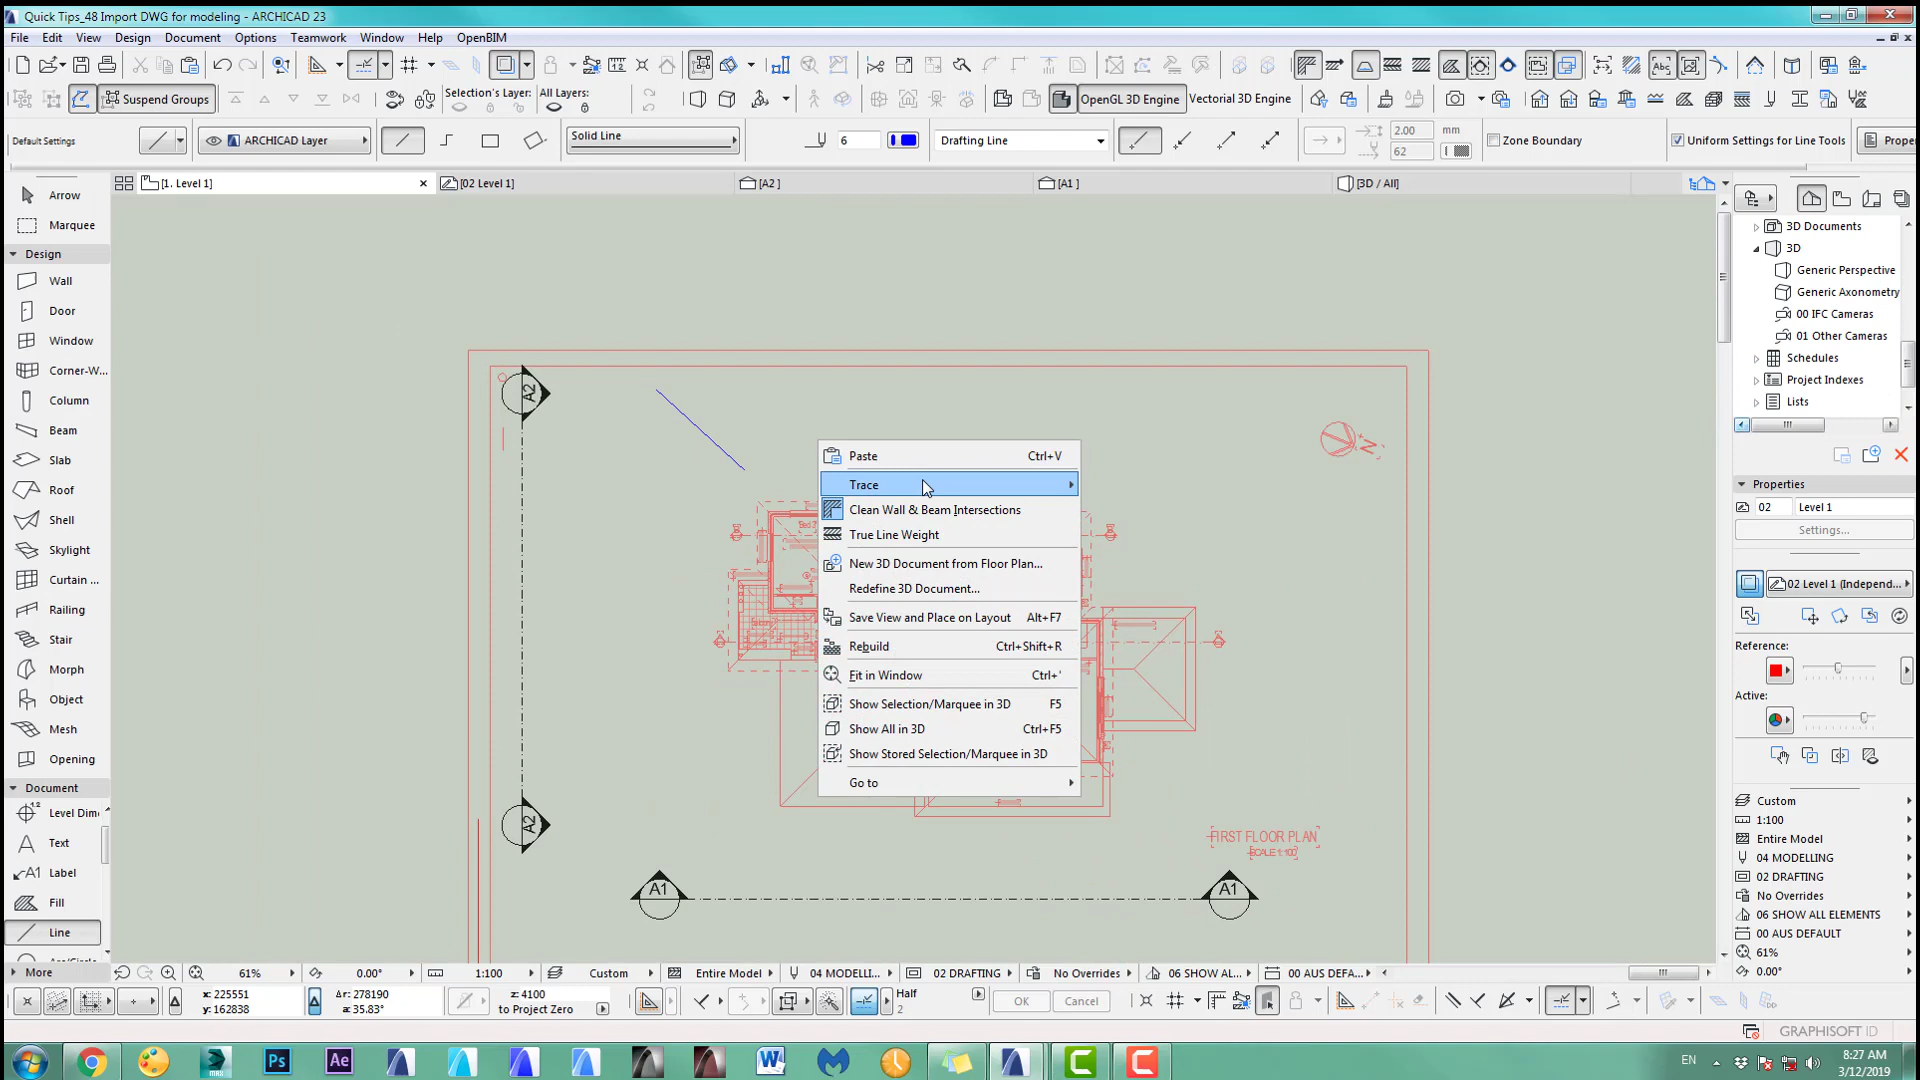 Quick Tips_48 Import DWG for modeling - ARCHICAD 23
File Edit View Design Document Options Teamwork Window Help OpenBIM
Suspend Groups
Selection's Layer:
All Layers:
OpenGL 3D Engine
Vectorial 3D Engine
Default Settings
ARCHICAD Layer
Solid Line
6
Drafting Line
2.00 mm
62
Zone Boundary
Uniform Settings for Line Tools
Proper
[1. Level 1]
[02 Level 1]
[A2 ]
[A1 ]
[3D / All]
Arrow
Marquee
Design
Wall
Door
Window
Corner-W...
Column
Beam
Slab
Roof
Shell
Skylight
Curtain ...
Railing
Stair
Morph
Object
Mesh
Opening
Document
Level Dim
Text
Label
Fill
Line
More
A2
A2
A1
A1
Bed 3
N
FIRST FLOOR PLAN
SCALE 1:100
Paste Ctrl+V
Trace
Clean Wall & Beam Intersections
True Line Weight
New 3D Document from Floor Plan...
Redefine 3D Document...
Save View and Place on Layout Alt+F7
Rebuild Ctrl+Shift+R
Fit in Window Ctrl+'
Show Selection/Marquee in 3D F5
Show All in 3D Ctrl+F5
Show Stored Selection/Marquee in 3D
Go to
3D Documents
3D
Generic Perspective
Generic Axonometry
00 IFC Cameras
01 Other Cameras
Schedules
Project Indexes
Lists
Properties
02 Level 1
Settings...
02 Level 1 (Independ...
Reference:
Active:
Custom
1:100
Entire Model
04 MODELLING
02 DRAFTING
No Overrides
06 SHOW ALL ELEMENTS
00 AUS DEFAULT
61%
0.00°
61% 0.00° 1:100 Custom Entire Model 04 MODELLI... 02 DRAFTING No Overrides 06 SHOW AL... 00 AUS DEFA...
x: 225551
y: 162838
Δr: 278190
a: 35.83°
z: 4100
to Project Zero
Half
2
OK
Cancel
GRAPHISOFT ID
EN
8:27 AM
3/12/2019